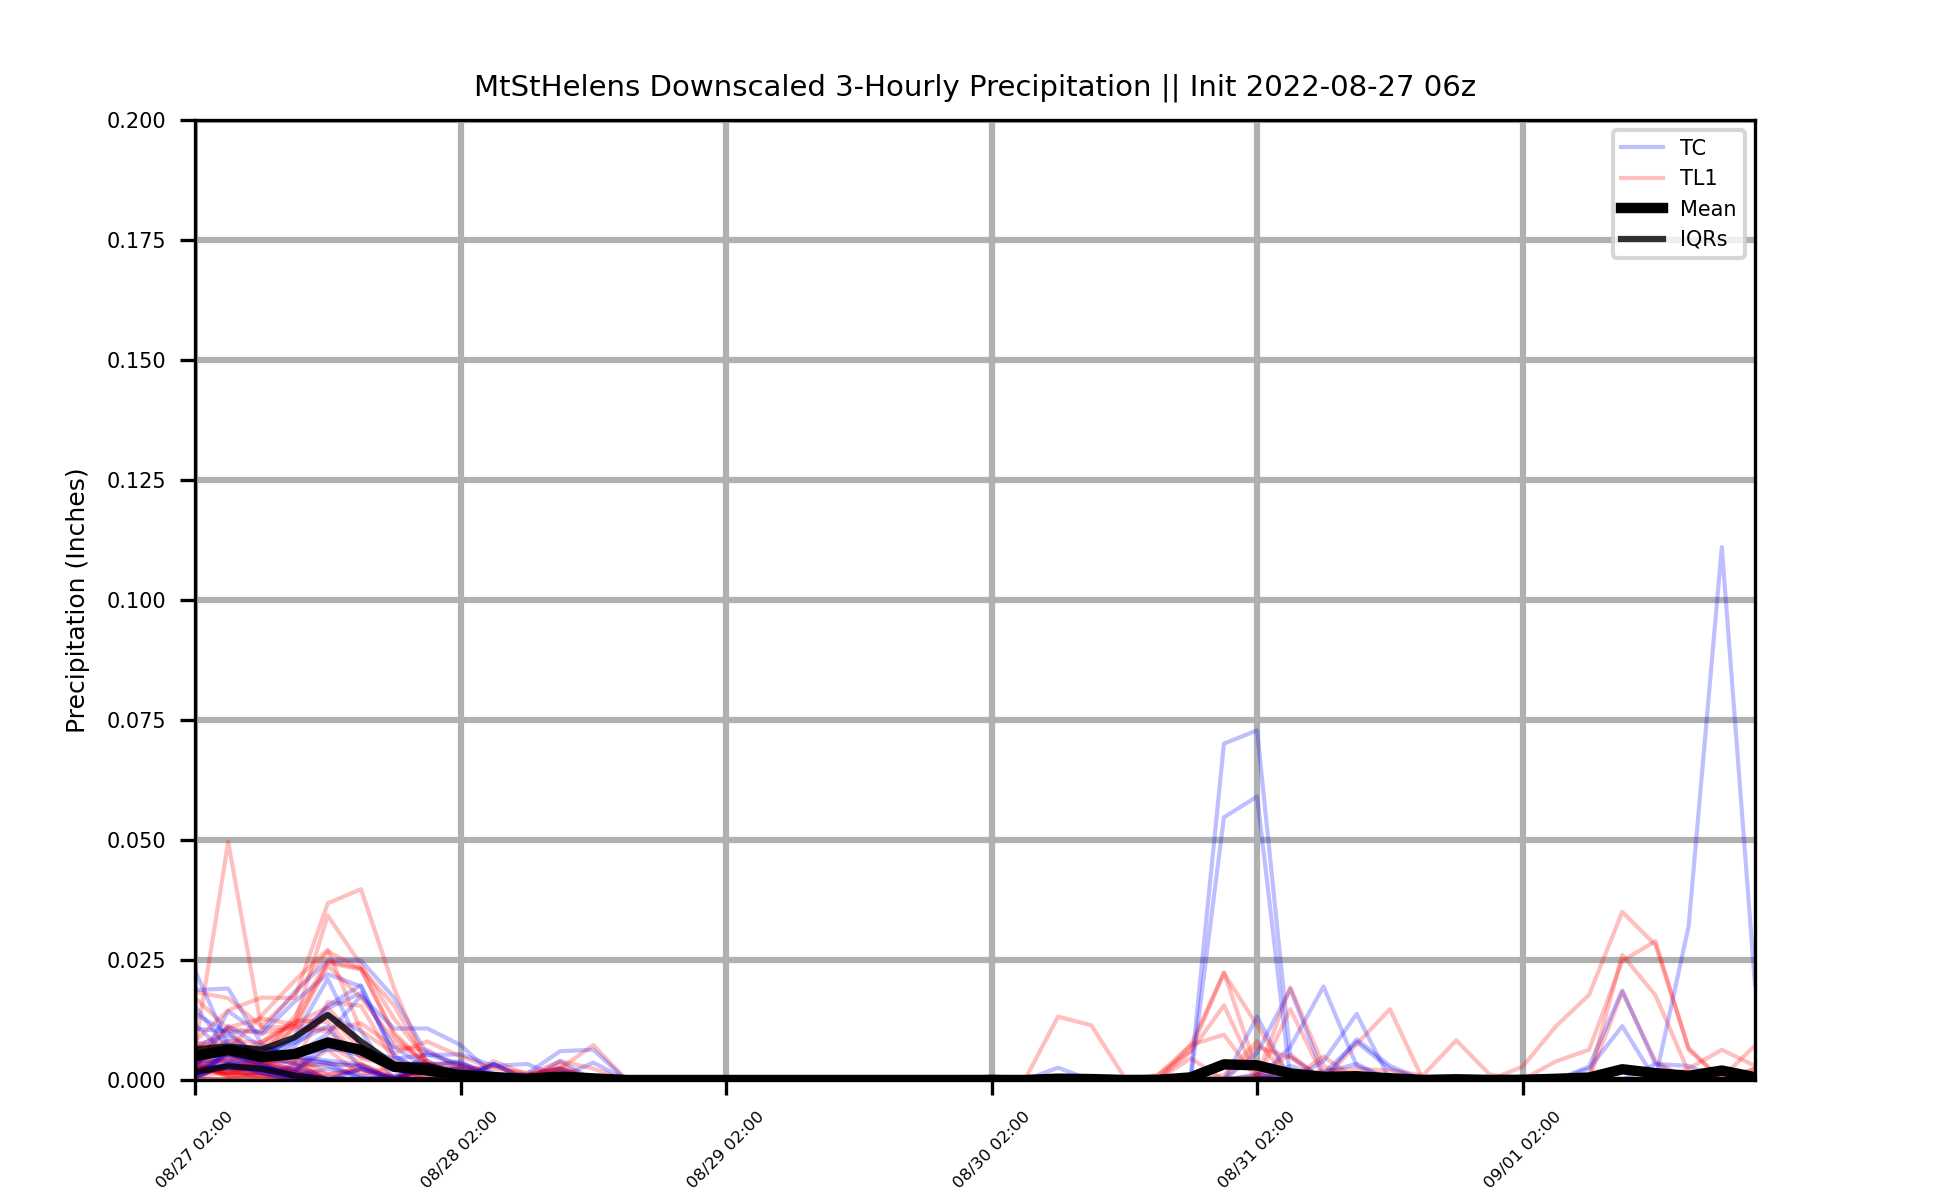 MtStHelens Downscaled 3-Hourly Precipitation || Init 2022-08-27 06z
Precipitation (Inches)
0.200
0.175
0.150
0.125
0.100
0.075
0.050
0.025
0.000
TC
TL1
Mean
IQRs
08/27 02:00
08/28 02:00
08/29 02:00
08/30 02:00
08/31 02:00
09/01 02:00